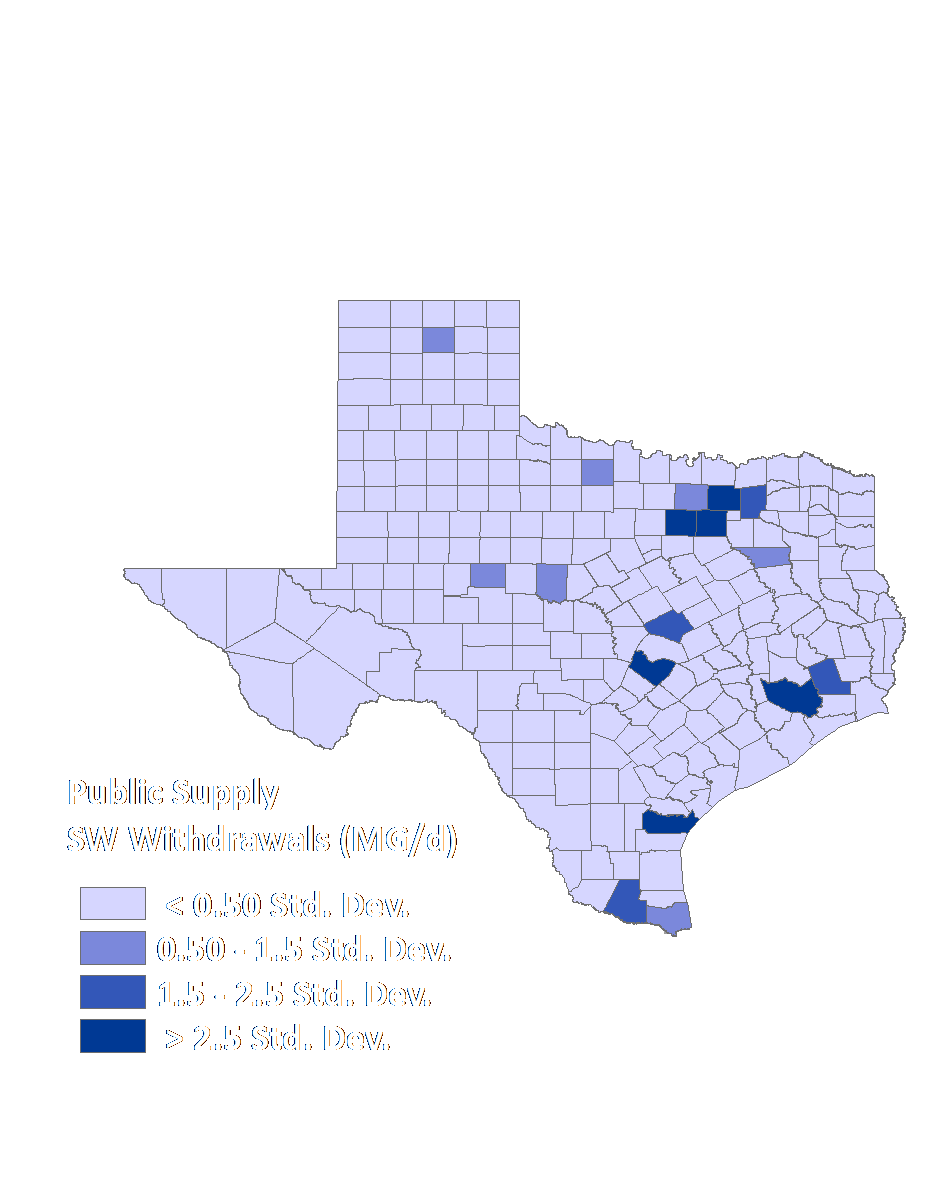 Public Supply
SW Withdrawals (MG/d)
< 0.50 Std. Dev.
0.50 - 1.5 Std. Dev.
1.5 - 2.5 Std. Dev.
> 2.5 Std. Dev.